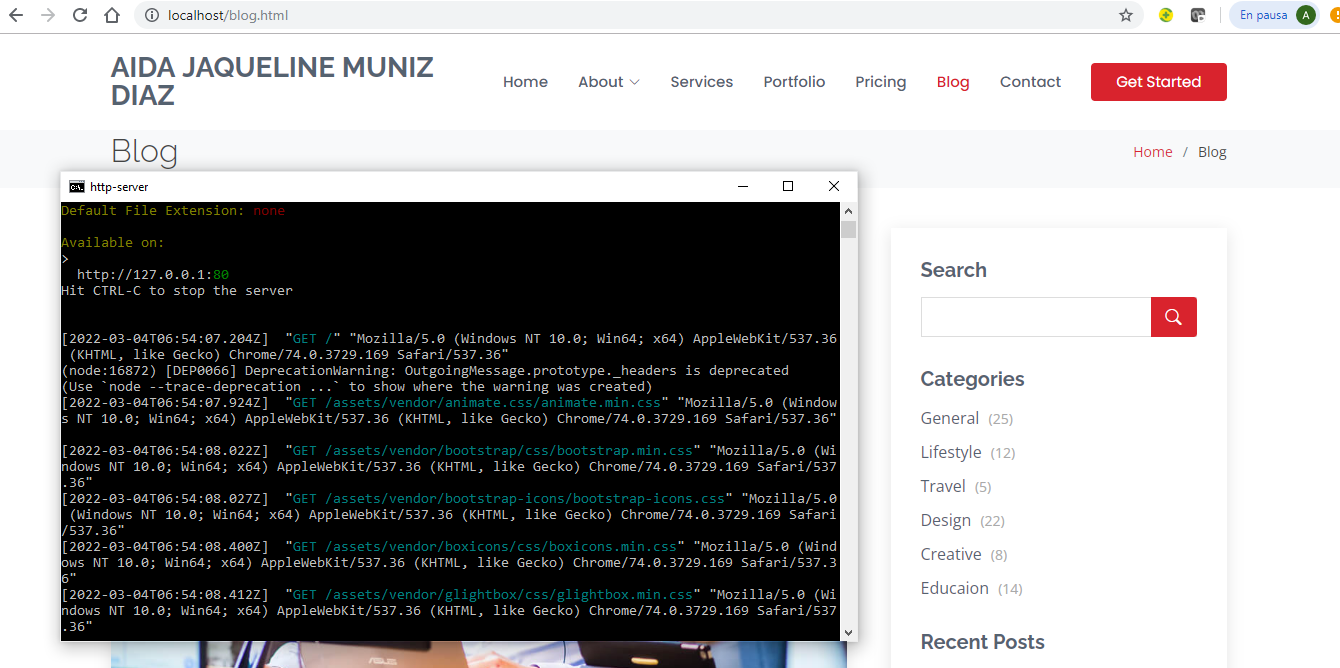 localhost/blog.html
En pausa
A
AIDA JAQUELINE MUNIZ
DIAZ
Home
About
Services
Portfolio
Pricing
Blog
Contact
Get Started
Blog
Home / Blog
http-server
Default File Extension: none
Available on:
>
http://127.0.0.1:80
Hit CTRL-C to stop the server
[2022-03-04T06:54:07.204Z]  "GET /" "Mozilla/5.0 (Windows NT 10.0; Win64; x64) AppleWebKit/537.36
(KHTML, like Gecko) Chrome/74.0.3729.169 Safari/537.36"
(node:16872) [DEP0066] DeprecationWarning: OutgoingMessage.prototype._headers is deprecated
(Use `node --trace-deprecation ...` to show where the warning was created)
[2022-03-04T06:54:07.924Z]  "GET /assets/vendor/animate.css/animate.min.css" "Mozilla/5.0 (Window
s NT 10.0; Win64; x64) AppleWebKit/537.36 (KHTML, like Gecko) Chrome/74.0.3729.169 Safari/537.36"
[2022-03-04T06:54:08.022Z]  "GET /assets/vendor/bootstrap/css/bootstrap.min.css" "Mozilla/5.0 (Wi
ndows NT 10.0; Win64; x64) AppleWebKit/537.36 (KHTML, like Gecko) Chrome/74.0.3729.169 Safari/537
.36"
[2022-03-04T06:54:08.027Z]  "GET /assets/vendor/bootstrap-icons/bootstrap-icons.css" "Mozilla/5.0
(Windows NT 10.0; Win64; x64) AppleWebKit/537.36 (KHTML, like Gecko) Chrome/74.0.3729.169 Safari
/537.36"
[2022-03-04T06:54:08.400Z]  "GET /assets/vendor/boxicons/css/boxicons.min.css" "Mozilla/5.0 (Wind
ows NT 10.0; Win64; x64) AppleWebKit/537.36 (KHTML, like Gecko) Chrome/74.0.3729.169 Safari/537.3
6"
[2022-03-04T06:54:08.412Z]  "GET /assets/vendor/glightbox/css/glightbox.min.css" "Mozilla/5.0 (Wi
ndows NT 10.0; Win64; x64) AppleWebKit/537.36 (KHTML, like Gecko) Chrome/74.0.3729.169 Safari/537
.36"
Search
Categories
General (25)
Lifestyle (12)
Travel (5)
Design (22)
Creative (8)
Educaion (14)
Recent Posts